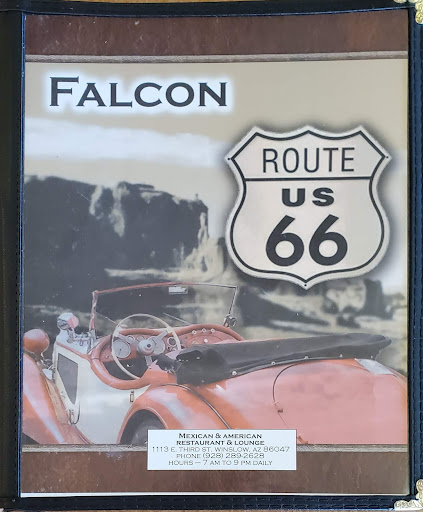 FALCON
ROUTE
US
66
MEXICAN & AMERICAN
RESTAURANT & LOUNGE
1113 E. THIRD ST. WINSLOW, AZ 86047
PHONE (928) 289-2628
HOURS – 7 AM TO 9 PM DAILY